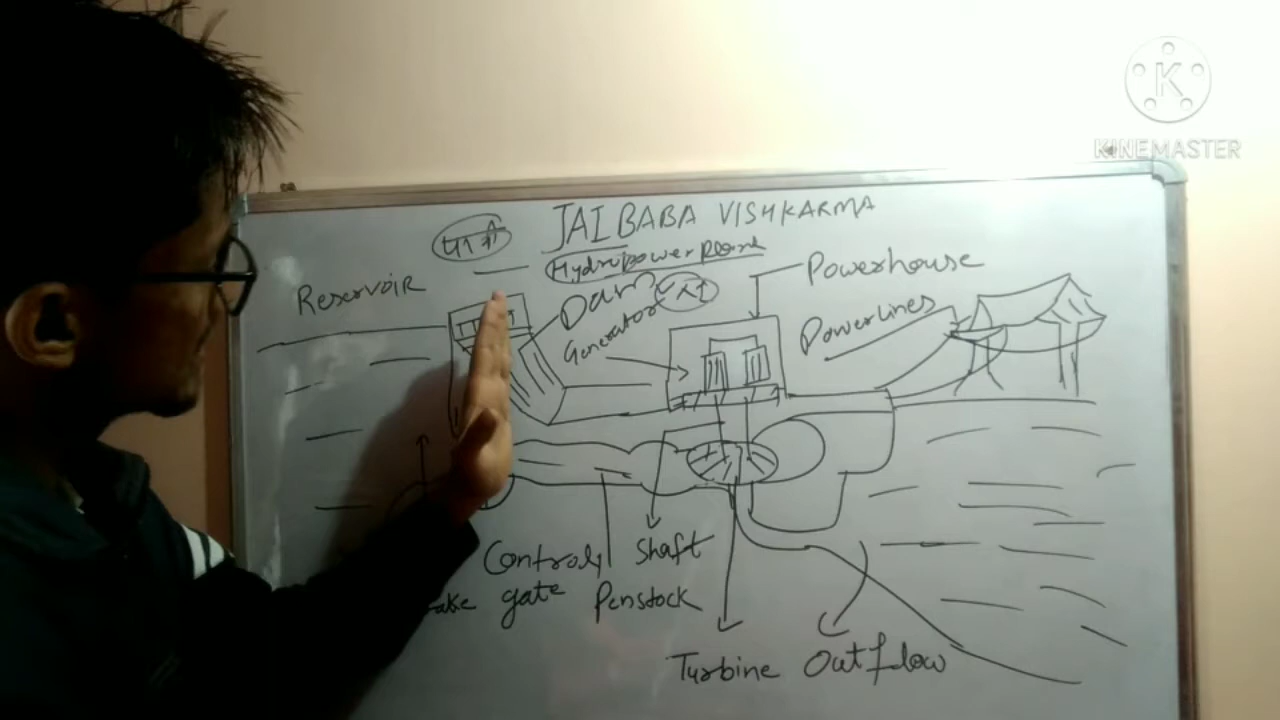 JAI BABA VISHKARMA
Hydropower plant
Reservoir
Dam
Generator
Powerhouse
Powerlines
Control
gate
Shaft
Penstock
Turbine
Outflow
KINEMASTER